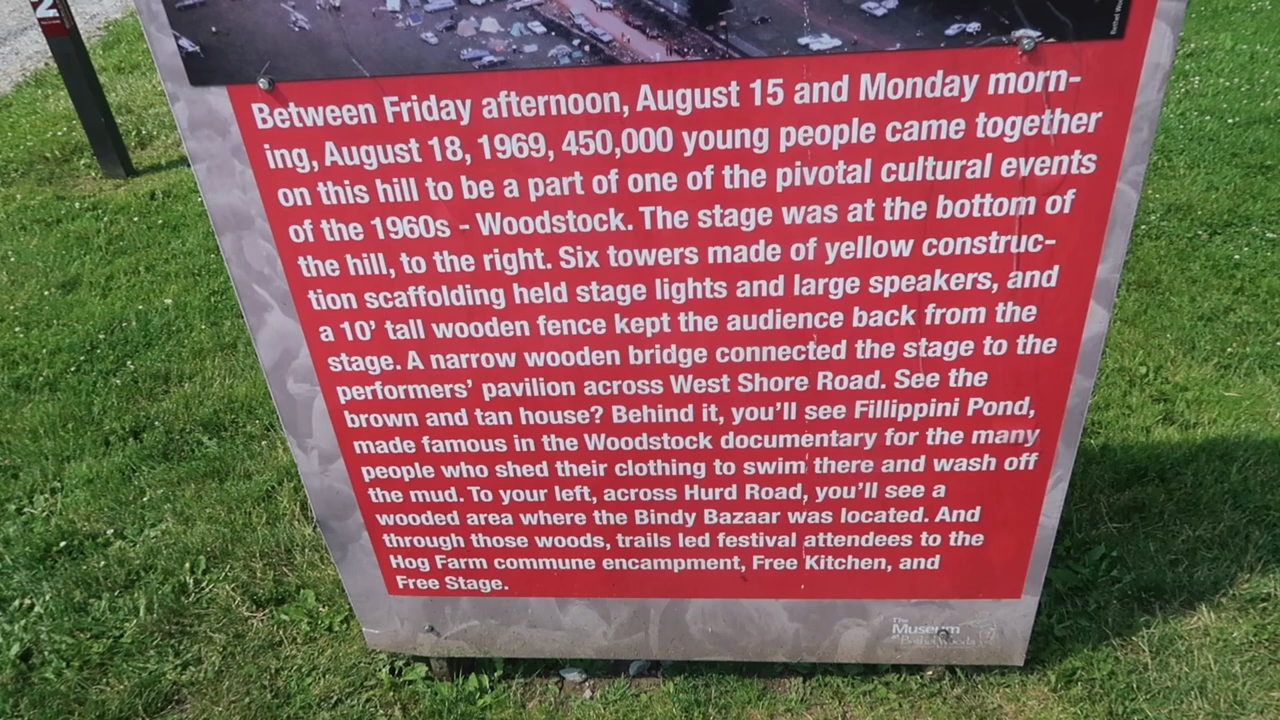 2
Between Friday afternoon, August 15 and Monday morn-
ing, August 18, 1969, 450,000 young people came together
on this hill to be a part of one of the pivotal cultural events
of the 1960s - Woodstock. The stage was at the bottom of
the hill, to the right. Six towers made of yellow construc-
tion scaffolding held stage lights and large speakers, and
a 10' tall wooden fence kept the audience back from the
stage. A narrow wooden bridge connected the stage to the
performers' pavilion across West Shore Road. See the
brown and tan house? Behind it, you'll see Fillippini Pond,
made famous in the Woodstock documentary for the many
people who shed their clothing to swim there and wash off
the mud. To your left, across Hurd Road, you'll see a
wooded area where the Bindy Bazaar was located. And
through those woods, trails led festival attendees to the
Hog Farm commune encampment, Free Kitchen, and
Free Stage.
The
Museum
at Bethel Woods